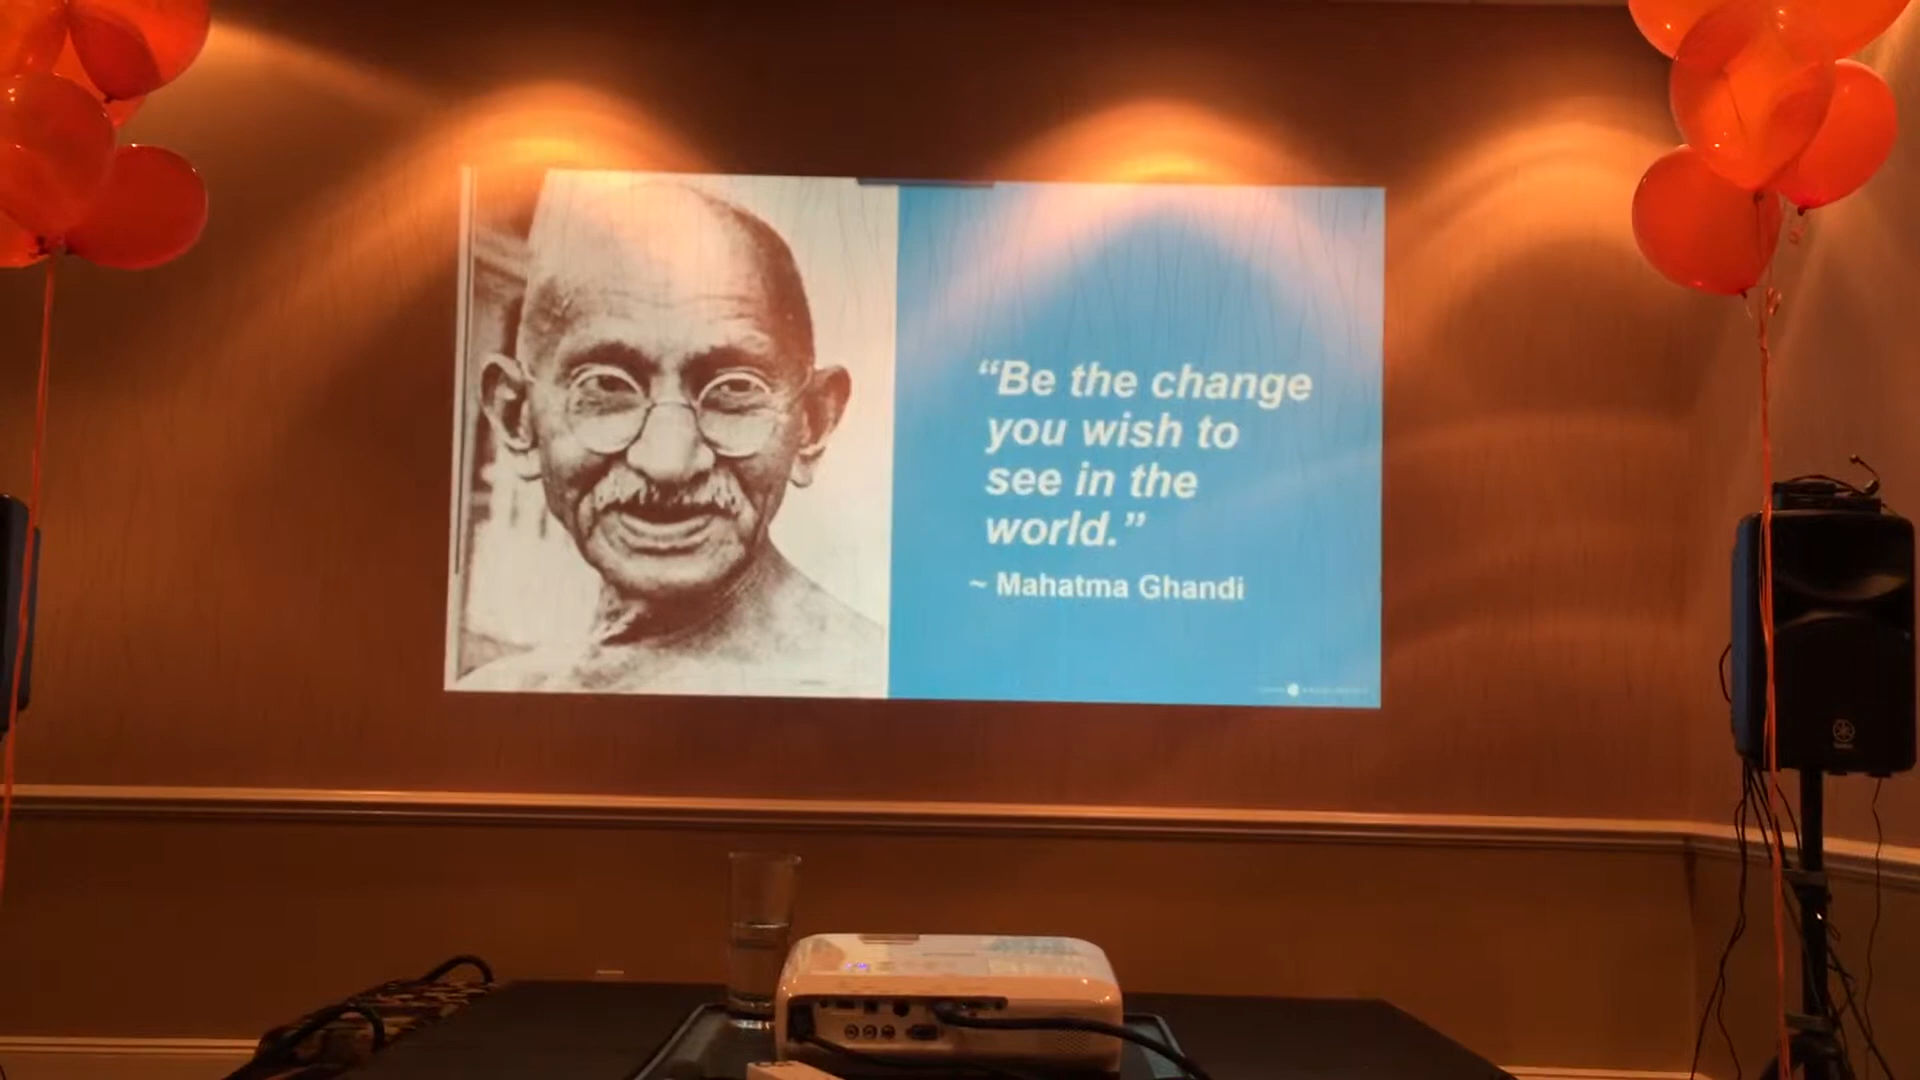 “Be the change
you wish to
see in the
world.”
~ Mahatma Ghandi